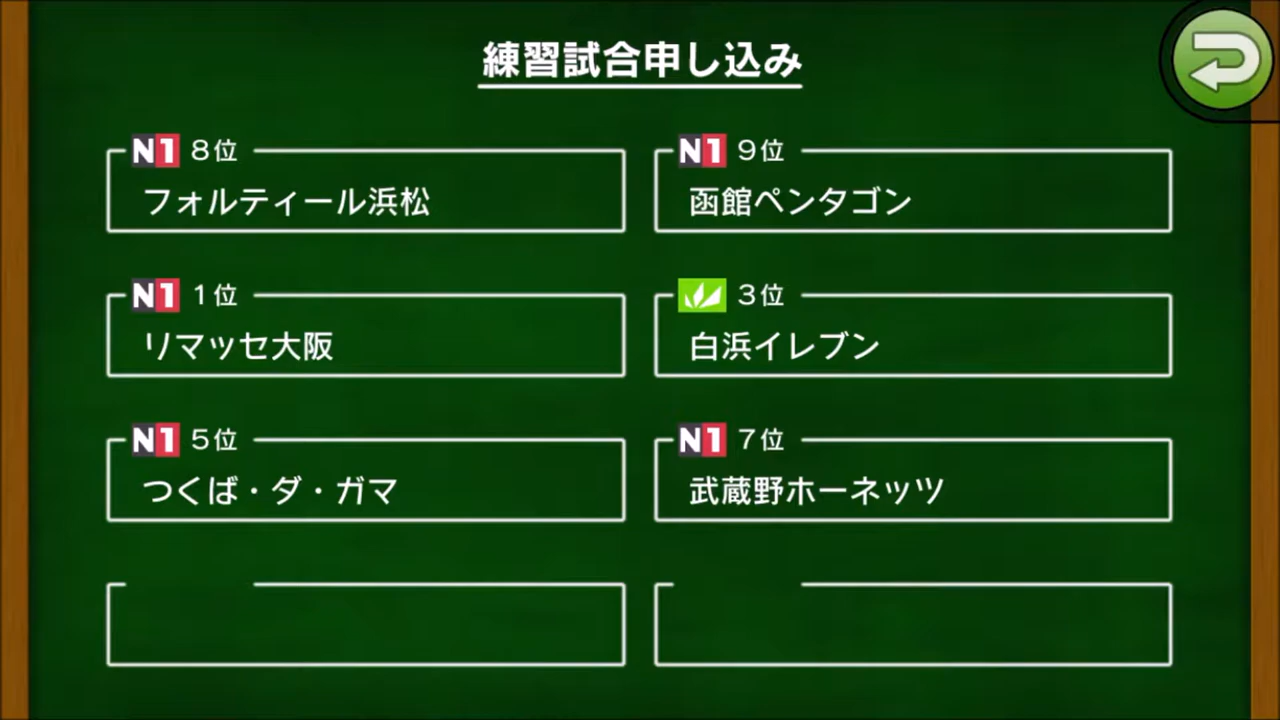 練習試合申し込み
N1 8位
フォルティール浜松
N1 9位
函館ペンタゴン
N1 1位
リマッセ大阪
3位
白浜イレブン
N1 5位
つくば・ダ・ガマ
N1 7位
武蔵野ホーネッツ